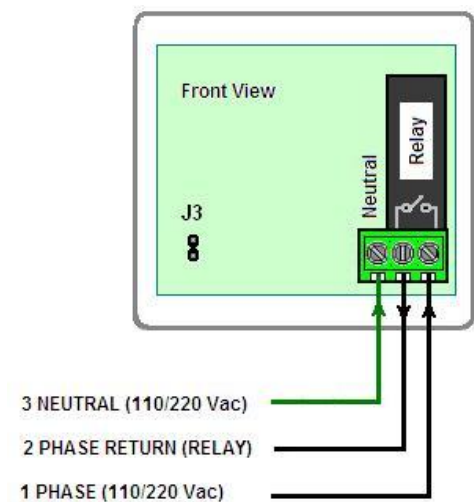 Front View
Relay
Neutral
J3
3 NEUTRAL (110/220 Vac)
2 PHASE RETURN (RELAY)
1 PHASE (110/220 Vac)